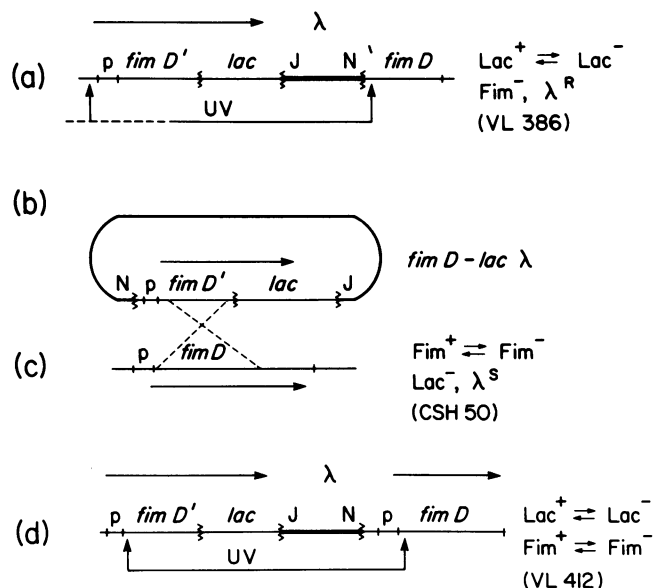 λ
(a) p fim D' lac J N ' fim D
UV
Lac⁺ ⇌ Lac⁻
Fim⁻, λᴿ
(VL 386)
(b)
N p fim D' lac J
fim D - lac λ
(c) p fim D
Fim⁺ ⇌ Fim⁻
Lac⁻, λˢ
(CSH 50)
λ
(d) p fim D' lac J N p fim D
UV
Lac⁺ ⇌ Lac⁻
Fim⁺ ⇌ Fim⁻
(VL 412)